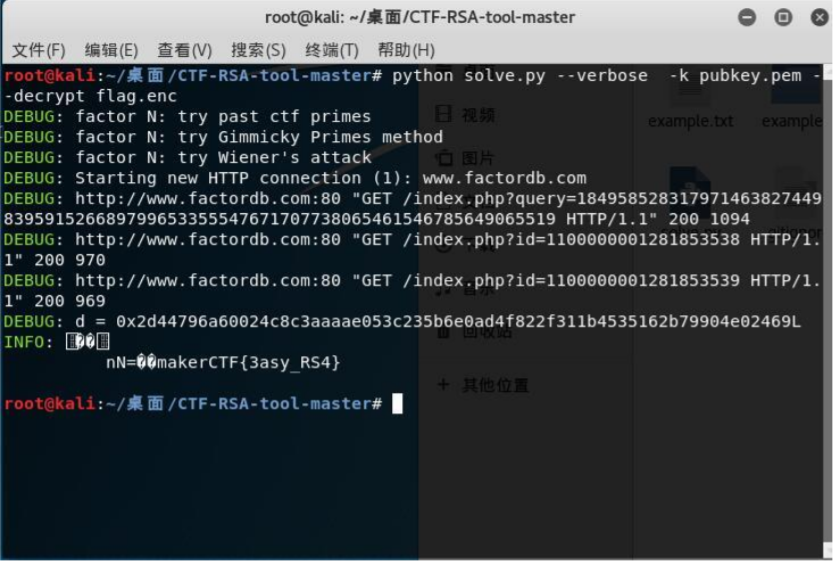 root@kali: ~/桌面/CTF-RSA-tool-master
文件(F) 编辑(E) 查看(V) 搜索(S) 终端(T) 帮助(H)
root@kali:~/桌面/CTF-RSA-tool-master# python solve.py --verbose  -k pubkey.pem -
-decrypt flag.enc
DEBUG: factor N: try past ctf primes
DEBUG: factor N: try Gimmicky Primes method
DEBUG: factor N: try Wiener's attack
DEBUG: Starting new HTTP connection (1): www.factordb.com
DEBUG: http://www.factordb.com:80 "GET /index.php?query=18495852831797146382744­9
83959152668979965335554767170773806546154678564906551­9 HTTP/1.1" 200 1094
DEBUG: http://www.factordb.com:80 "GET /index.php?id=1100000001281853538 HTTP/1.
1" 200 970
DEBUG: http://www.factordb.com:80 "GET /index.php?id=1100000001281853539 HTTP/1.
1" 200 969
DEBUG: d = 0x2d44796a60024c8c3aaaae053c235b6e0ad4f822f311b4535162b79904e02469L
INFO: ��
nN=��makerCTF{3asy_RS4}
root@kali:~/桌面/CTF-RSA-tool-master#
视频
example.txt
example
图片
音乐
回收站
+ 其他位置